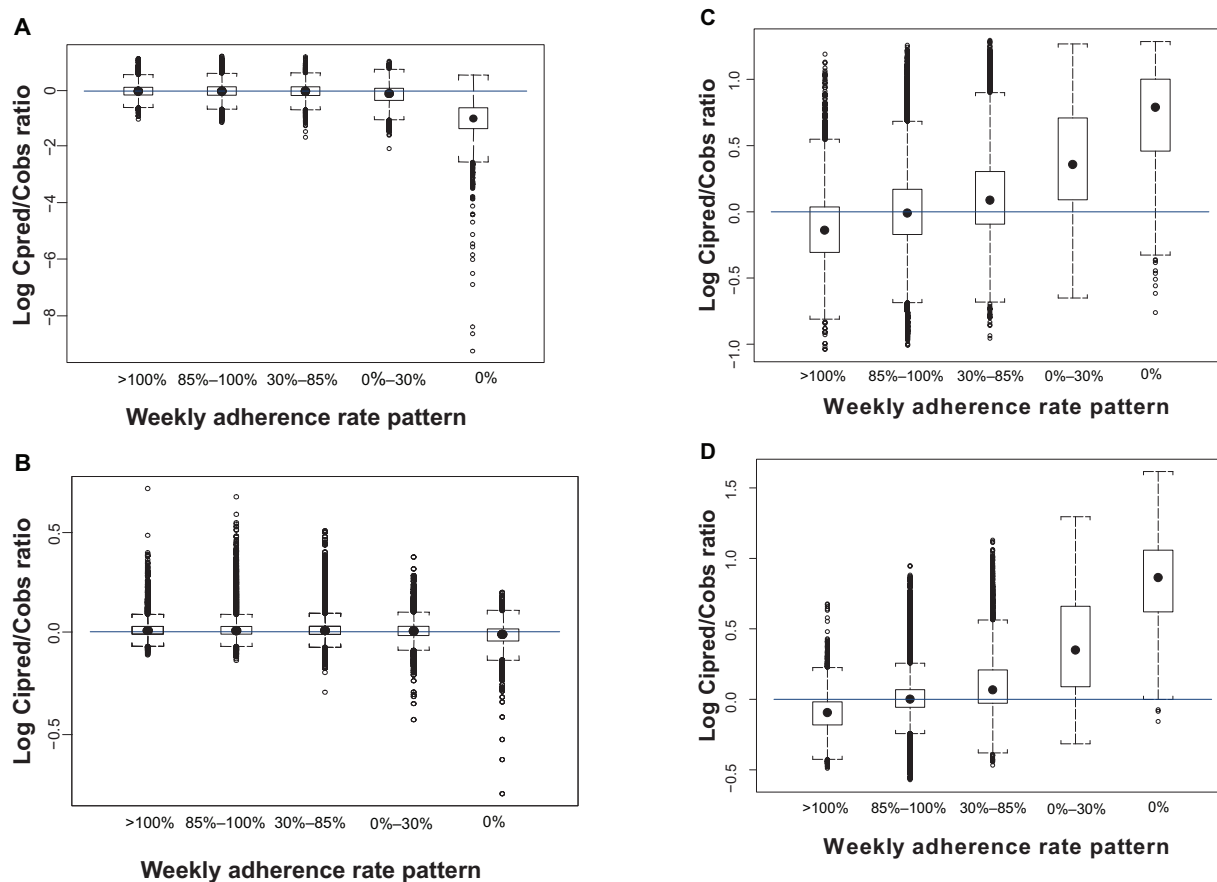 A
Log Cpred/Cobs ratio
0
−2
−4
−6
−8
>100% 85%–100% 30%–85% 0%–30% 0%
Weekly adherence rate pattern
B
Log Cipred/Cobs ratio
0.5
0.0
−0.5
>100% 85%–100% 30%–85% 0%–30% 0%
Weekly adherence rate pattern
C
Log Cipred/Cobs ratio
1.0
0.5
0.0
−0.5
−1.0
>100% 85%–100% 30%–85% 0%–30% 0%
Weekly adherence rate pattern
D
Log Cipred/Cobs ratio
1.5
1.0
0.5
0.0
−0.5
>100% 85%–100% 30%–85% 0%–30% 0%
Weekly adherence rate pattern